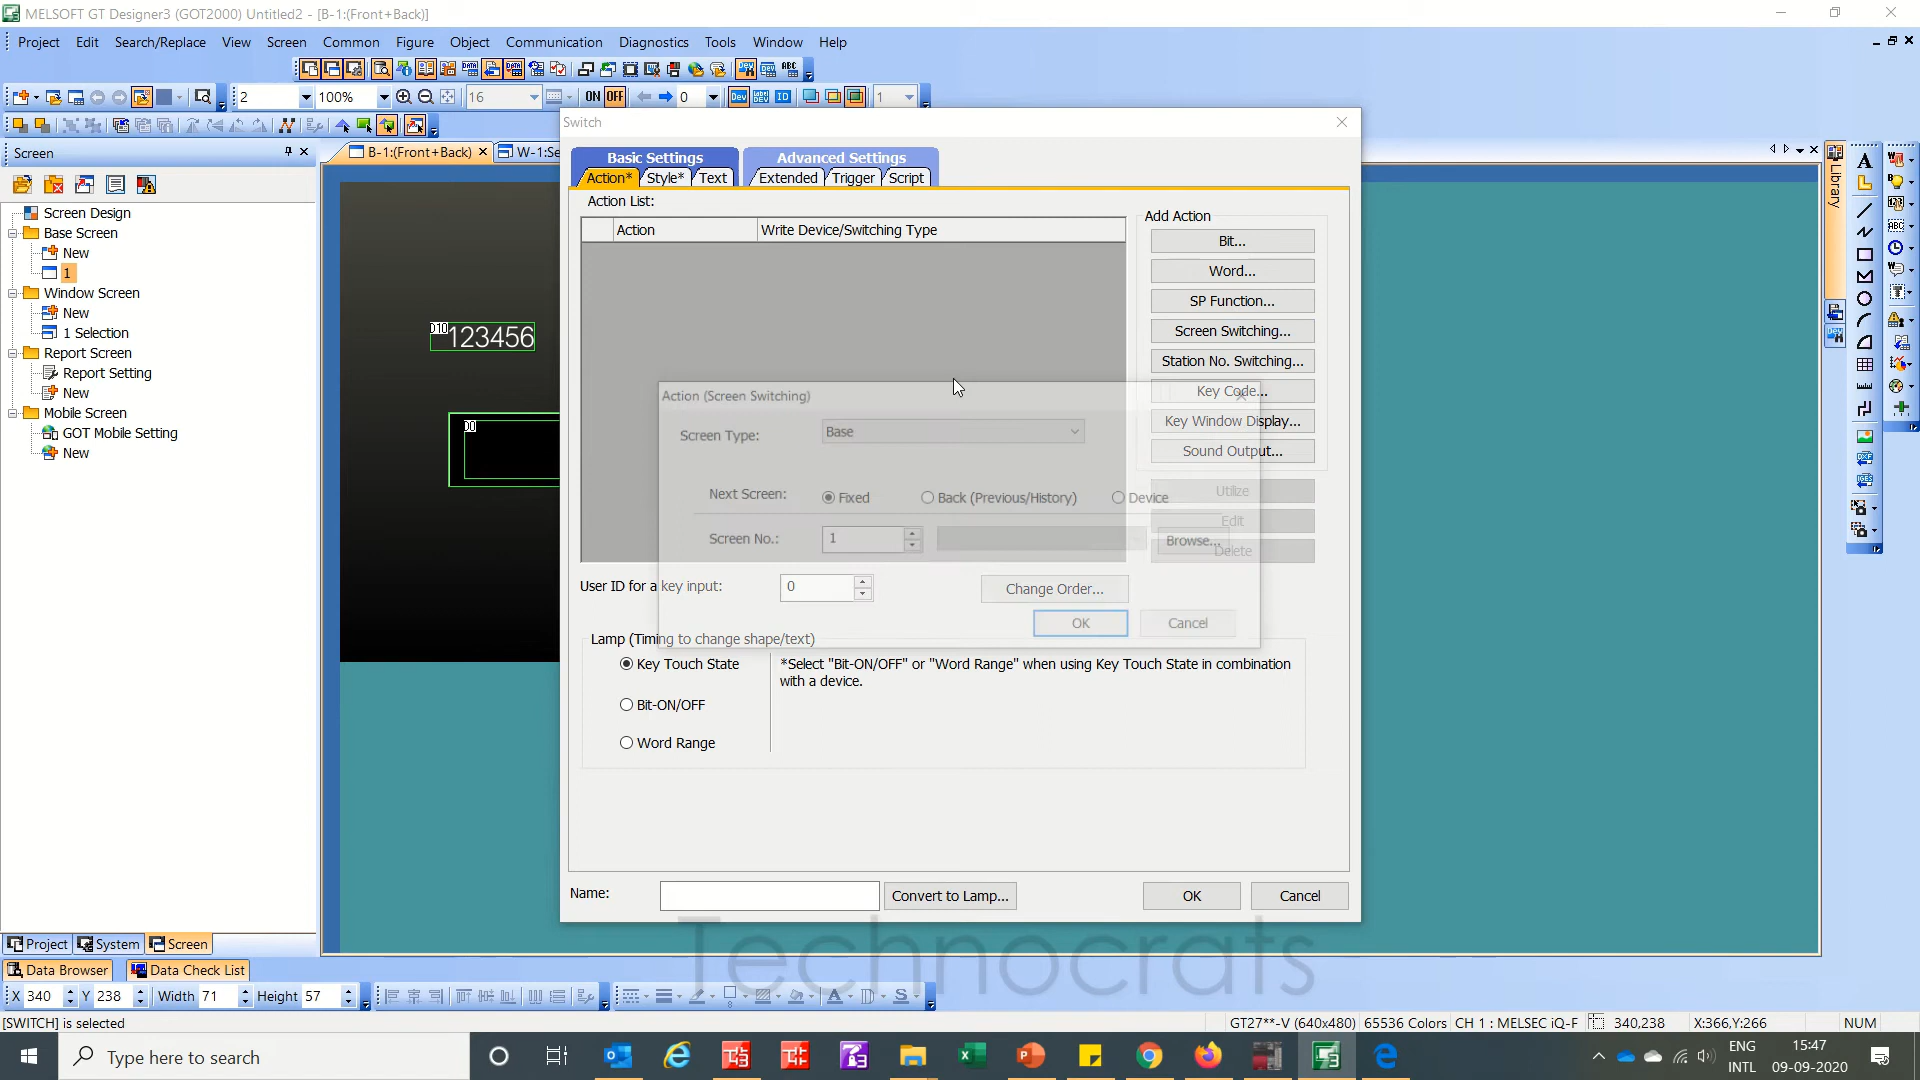 MELSOFT GT Designer3 (GOT2000) Untitled2 - [B-1:(Front+Back)]
Project Edit Search/Replace View Screen Common Figure Object Communication Diagnostics Tools Window Help
2 100% 16 ON OFF 0 Dev ID 1
Screen
B-1:(Front+Back) W-1:Se
Screen Design
Base Screen
New
1
Window Screen
New
1 Selection
Report Screen
Report Setting
New
Mobile Screen
GOT Mobile Setting
New
D10 123456
D0
Switch
Basic Settings Advanced Settings
Action* Style* Text Extended Trigger Script
Action List:
Action Write Device/Switching Type
Add Action
Bit...
Word...
SP Function...
Screen Switching...
Station No. Switching...
Key Code...
Key Window Display...
Sound Output...
Utilize
Edit
Delete
Action (Screen Switching)
Screen Type: Base
Next Screen: Fixed Back (Previous/History) Device
Screen No.: 1 Browse...
OK Cancel
User ID for a key input: 0 Change Order...
Lamp (Timing to change shape/text)
Key Touch State
Bit-ON/OFF
Word Range
*Select "Bit-ON/OFF" or "Word Range" when using Key Touch State in combination
with a device.
Name: Convert to Lamp... OK Cancel
Library
Technocrats
Project System Screen
Data Browser Data Check List
X 340 Y 238 Width 71 Height 57
[SWITCH] is selected GT27**-V (640x480) 65536 Colors CH 1 : MELSEC iQ-F 340,238 X:366,Y:266 NUM
Type here to search
ENG
INTL
15:47
09-09-2020